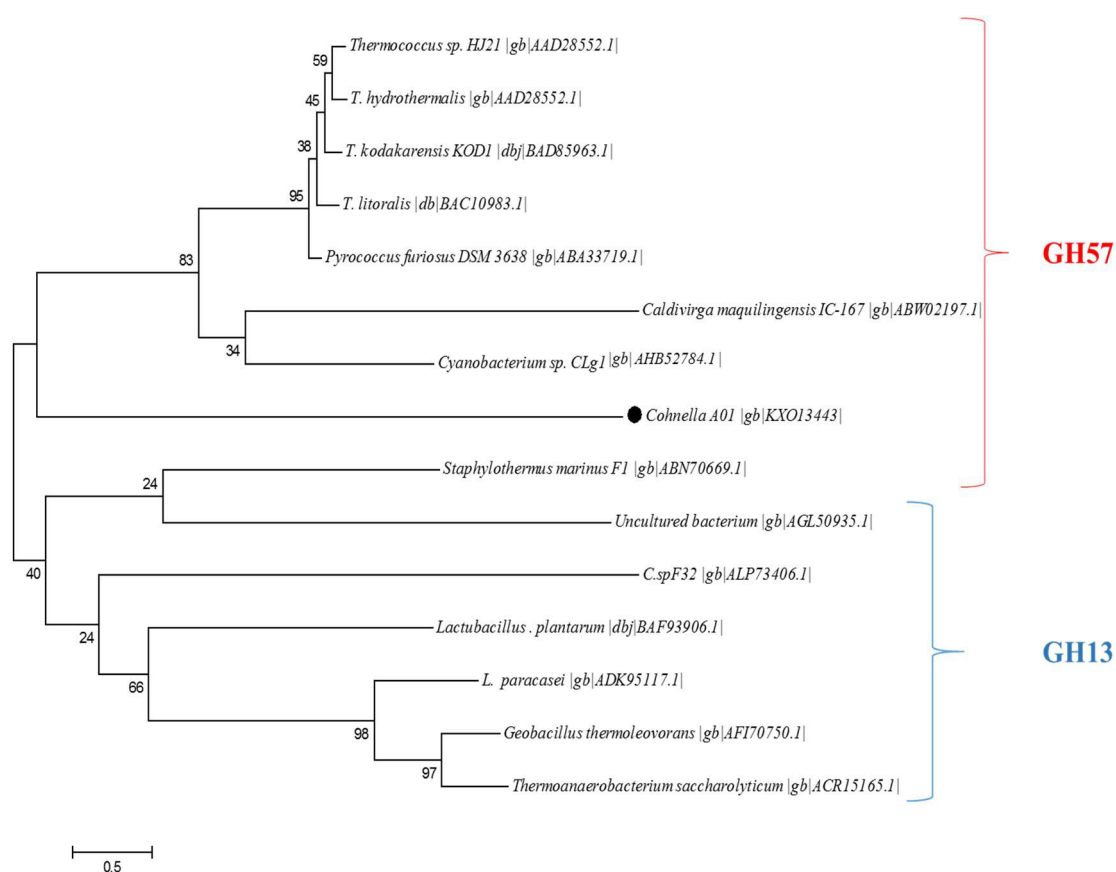 Thermococcus sp. HJ21 |gb|AAD28552.1|
59
T. hydrothermalis |gb|AAD28552.1|
45
T. kodakarensis KOD1 |dbj|BAD85963.1|
38
T. litoralis |db|BAC10983.1|
95
Pyrococcus furiosus DSM 3638 |gb|ABA33719.1|
GH57
83
Caldivirga maquilingensis IC-167 |gb|ABW02197.1|
34
Cyanobacterium sp. CLg1 |gb|AHB52784.1|
Cohnella A01 |gb|KXO13443|
Staphylothermus marinus F1 |gb|ABN70669.1|
24
Uncultured bacterium |gb|AGL50935.1|
40
C.spF32 |gb|ALP73406.1|
24
Lactubacillus . plantarum |dbj|BAF93906.1|
GH13
66
L. paracasei |gb|ADK95117.1|
98
Geobacillus thermoleovorans |gb|AFI70750.1|
97
Thermoanaerobacterium saccharolyticum |gb|ACR15165.1|
0.5